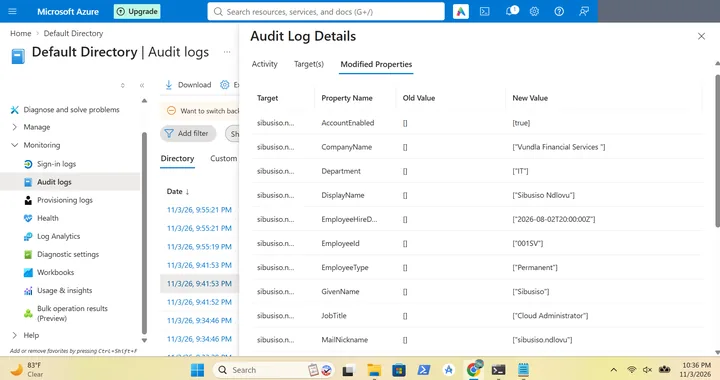 Microsoft Azure
Upgrade
Search resources, services, and docs (G+/)
1
Home > Default Directory
Default Directory | Audit logs
Diagnose and solve problems
Manage
Monitoring
Sign-in logs
Audit logs
Provisioning logs
Health
Log Analytics
Diagnostic settings
Workbooks
Usage & insights
Bulk operation results
(Preview)
Help
Add or remove favorites by pressing Ctrl+Shift+F
Download
Want to switch back
Add filter
Directory Custom
Date ↓
11/3/26, 9:55:21 PM
11/3/26, 9:55:21 PM
11/3/26, 9:55:19 PM
11/3/26, 9:41:53 PM
11/3/26, 9:41:53 PM
11/3/26, 9:41:52 PM
11/3/26, 9:34:46 PM
11/3/26, 9:34:46 PM
Audit Log Details
Activity Target(s) Modified Properties
Target Property Name Old Value New Value
sibusiso.n... AccountEnabled [] [true]
sibusiso.n... CompanyName [] ["Vundla Financial Services "]
sibusiso.n... Department [] ["IT"]
sibusiso.n... DisplayName [] ["Sibusiso Ndlovu"]
sibusiso.n... EmployeeHireD... [] ["2026-08-02T20:00:00Z"]
sibusiso.n... EmployeeId [] ["001SV"]
sibusiso.n... EmployeeType [] ["Permanent"]
sibusiso.n... GivenName [] ["Sibusiso"]
sibusiso.n... JobTitle [] ["Cloud Administrator"]
sibusiso.n... MailNickname [] ["sibusiso.ndlovu"]
83°F
Clear
Search
10:36 PM
11/3/2026